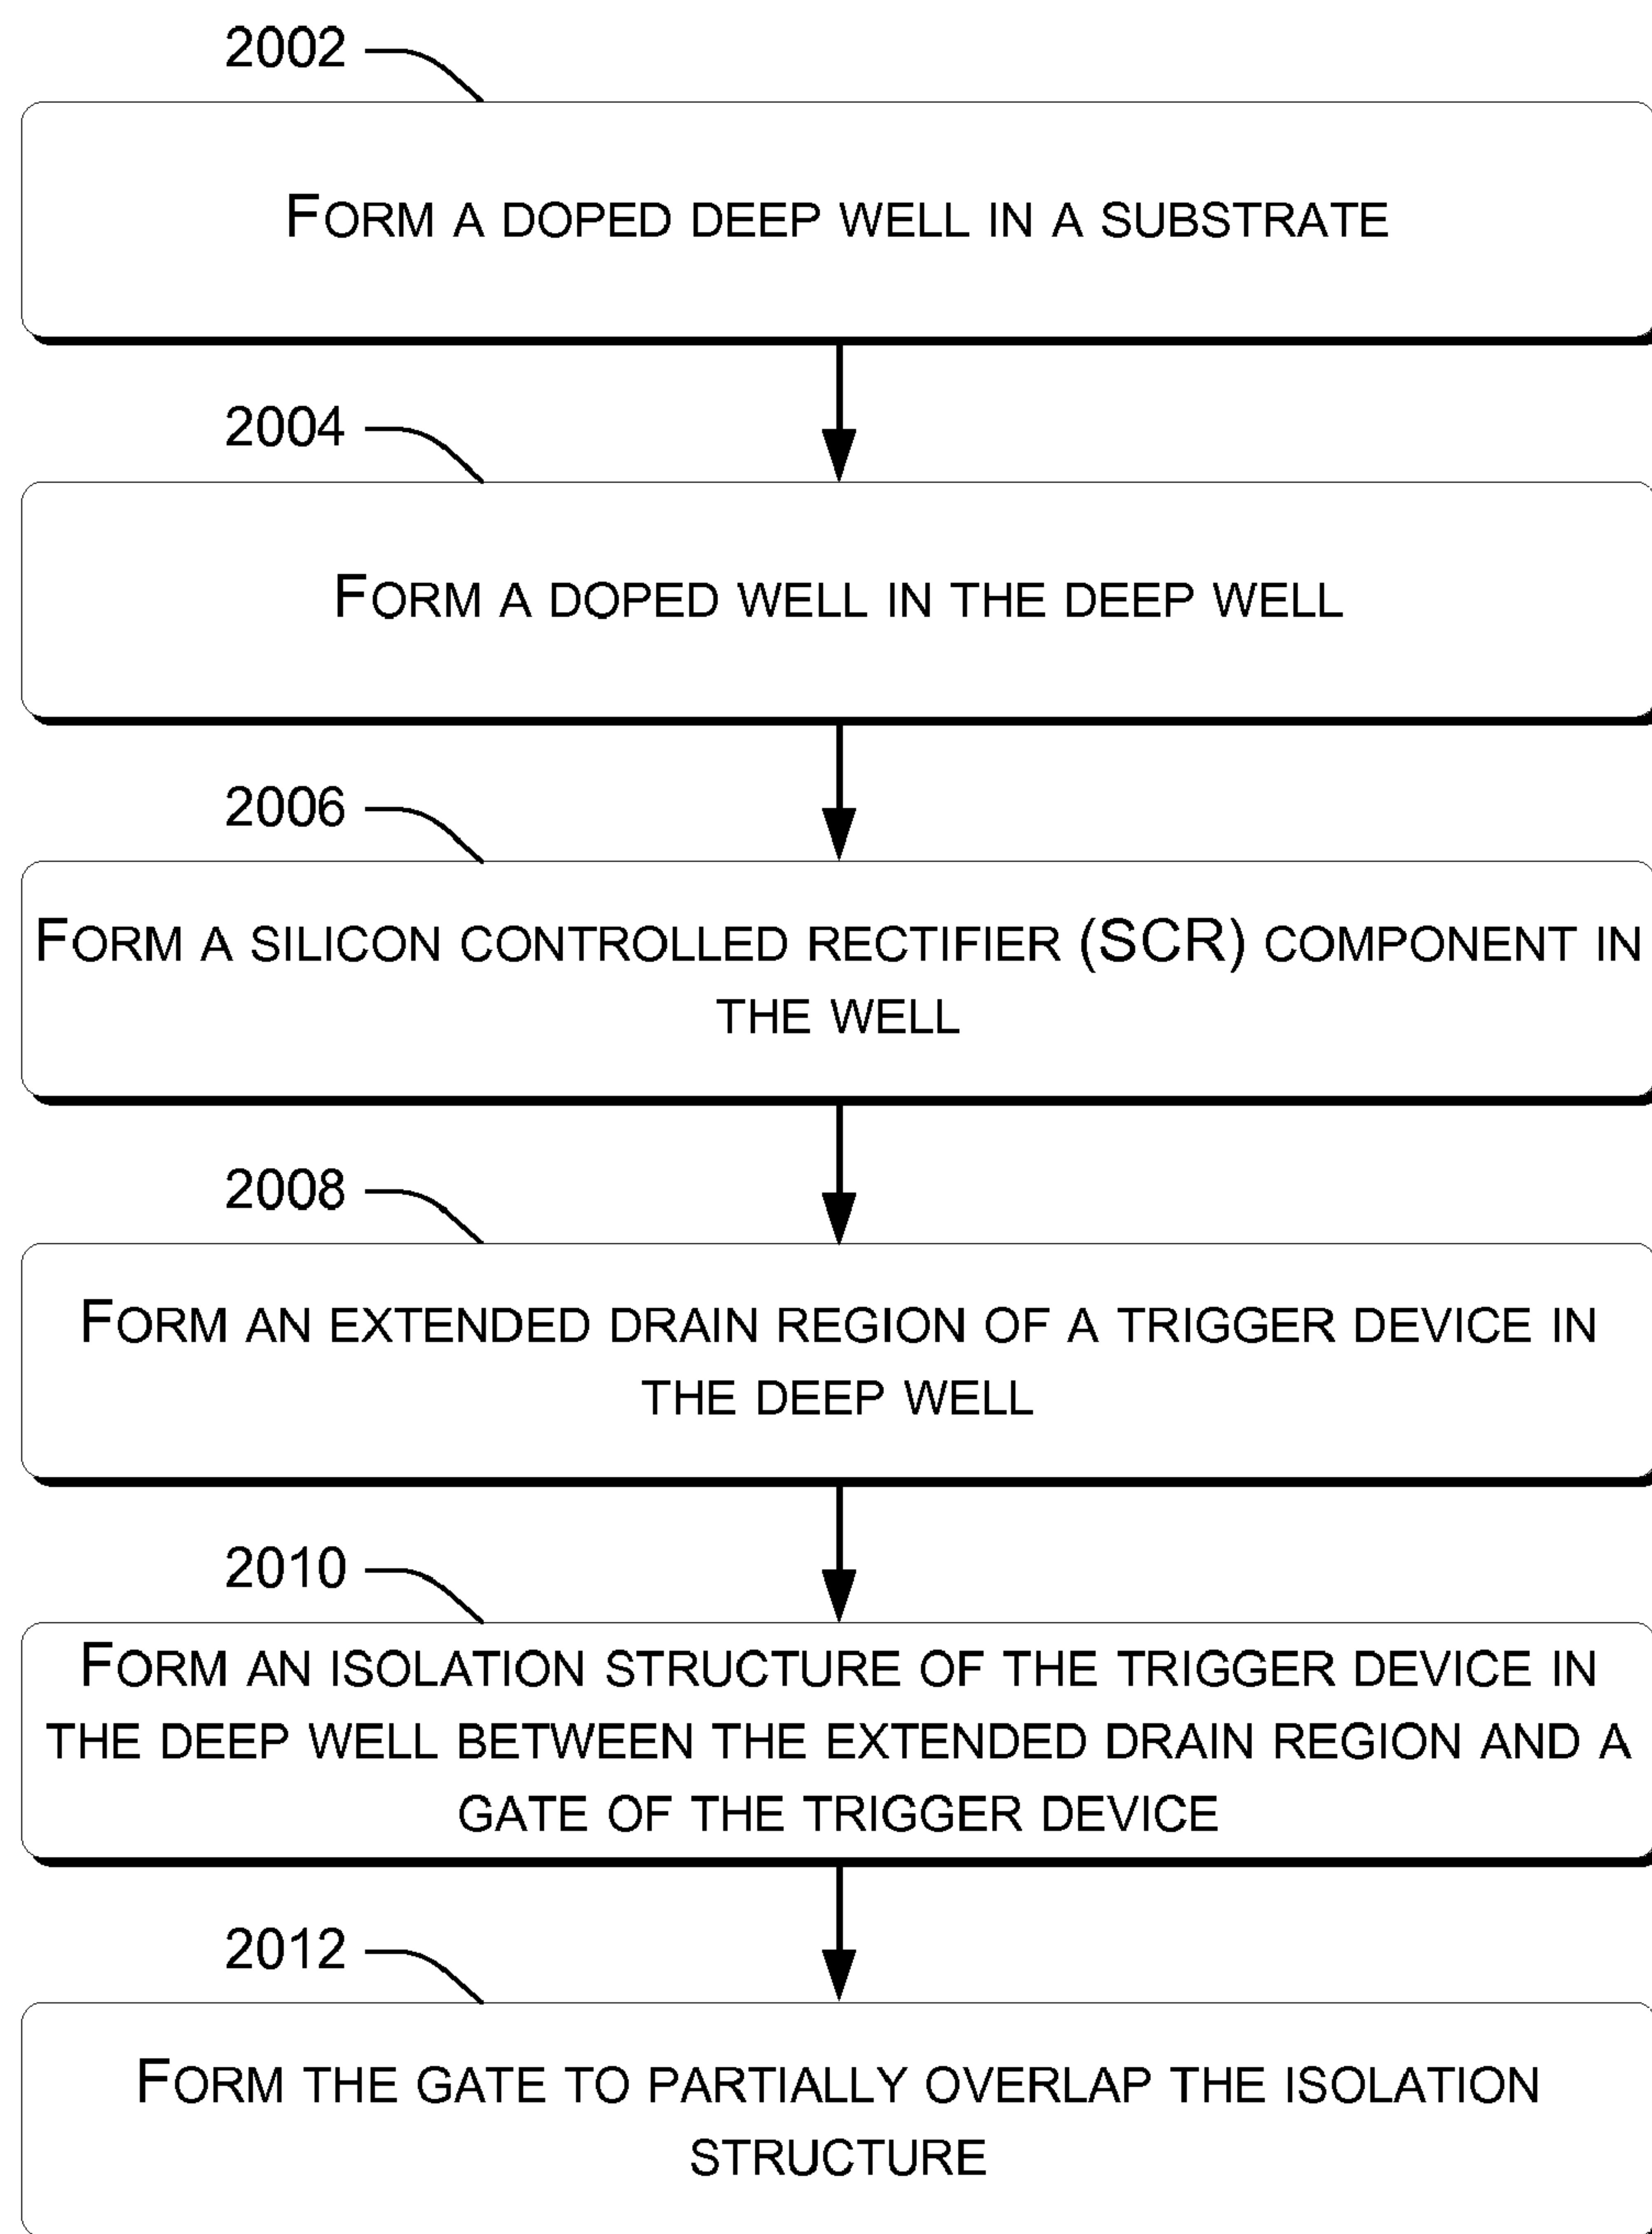 2002
FORM A DOPED DEEP WELL IN A SUBSTRATE
2004
FORM A DOPED WELL IN THE DEEP WELL
2006
FORM A SILICON CONTROLLED RECTIFIER (SCR) COMPONENT IN
THE WELL
2008
FORM AN EXTENDED DRAIN REGION OF A TRIGGER DEVICE IN
THE DEEP WELL
2010
FORM AN ISOLATION STRUCTURE OF THE TRIGGER DEVICE IN
THE DEEP WELL BETWEEN THE EXTENDED DRAIN REGION AND A
GATE OF THE TRIGGER DEVICE
2012
FORM THE GATE TO PARTIALLY OVERLAP THE ISOLATION
STRUCTURE